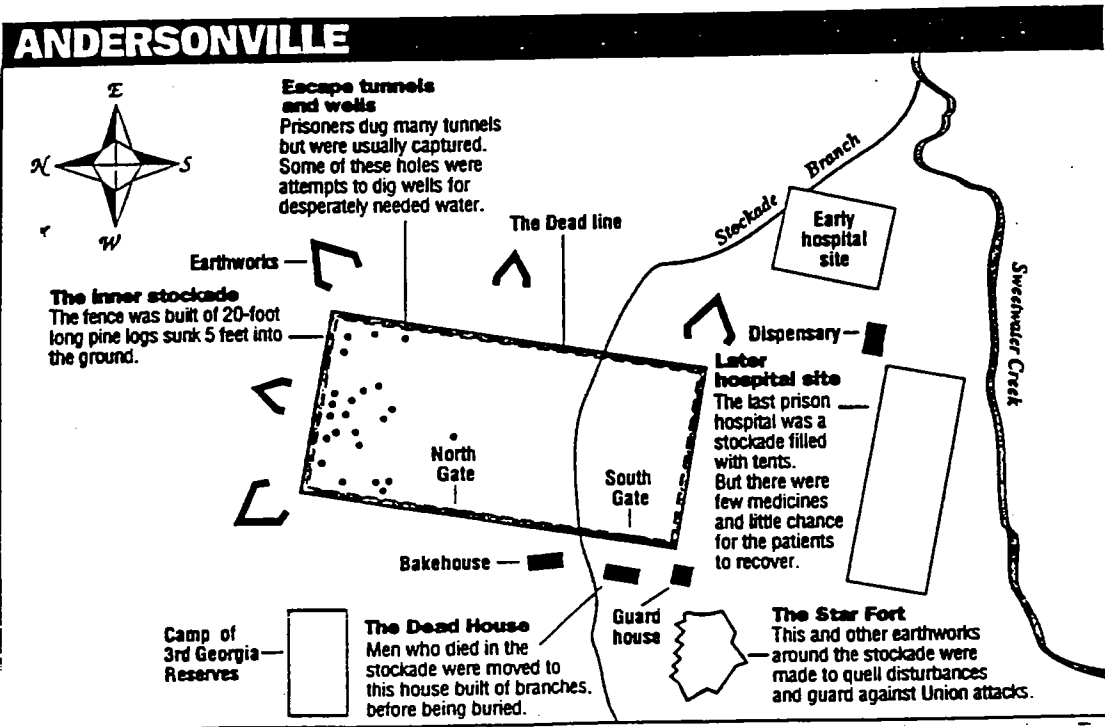 ANDERSONVILLE
E
N
S
W
Escape tunnels
and wells
Prisoners dug many tunnels
but were usually captured.
Some of these holes were
attempts to dig wells for
desperately needed water.
The Dead line
Earthworks
The inner stockade
The fence was built of 20-foot
long pine logs sunk 5 feet into
the ground.
Stockade Branch
Early
hospital
site
Sweetwater Creek
Dispensary
Later
hospital site
The last prison
hospital was a
stockade filled
with tents.
But there were
few medicines
and little chance
for the patients
to recover.
North
Gate
South
Gate
Bakehouse
Guard
house
Camp of
3rd Georgia
Reserves
The Dead House
Men who died in the
stockade were moved to
this house built of branches.
before being buried.
The Star Fort
This and other earthworks
around the stockade were
made to quell disturbances
and guard against Union attacks.